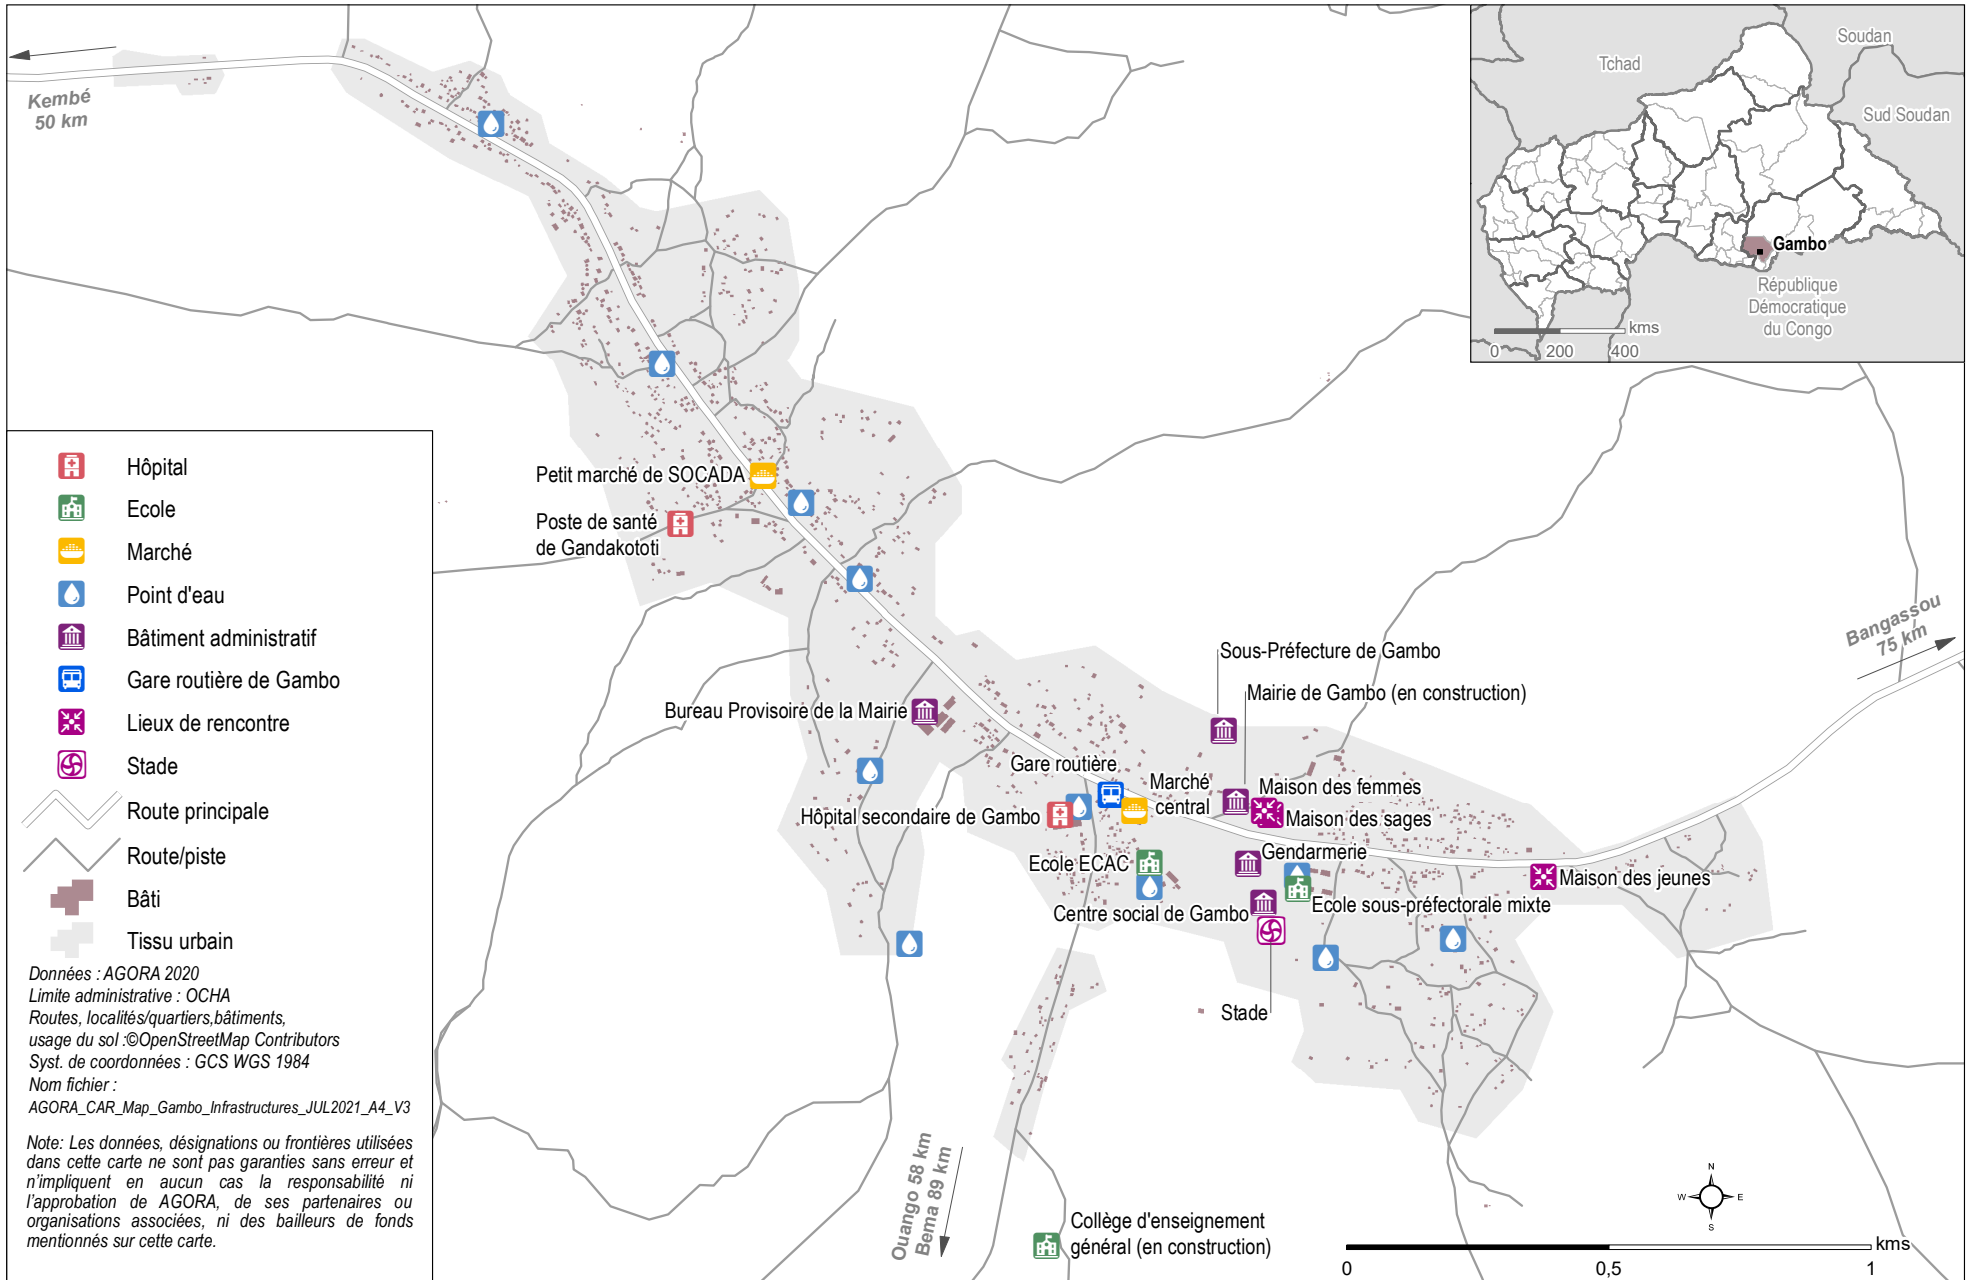 Kembé
50 km
Tchad
Soudan
Sud Soudan
Gambo
République
Démocratique
du Congo
kms
0 200 400
Petit marché de SOCADA
Poste de santé
de Gandakototi
Bangassou
75 km
Sous-Préfecture de Gambo
Mairie de Gambo (en construction)
Bureau Provisoire de la Mairie
Gare routière
Marché
central
Maison des femmes
Maison des sages
Hôpital secondaire de Gambo
Gendarmerie
Ecole ECAC
Maison des jeunes
Centre social de Gambo
Ecole sous-préfectorale mixte
Stade
Ouango 58 km
Bema 89 km
Collège d'enseignement
général (en construction)
N
W E
S
kms
0 0,5 1
Hôpital
Ecole
Marché
Point d'eau
Bâtiment administratif
Gare routière de Gambo
Lieux de rencontre
Stade
Route principale
Route/piste
Bâti
Tissu urbain
Données : AGORA 2020
Limite administrative : OCHA
Routes, localités/quartiers,bâtiments,
usage du sol :©OpenStreetMap Contributors
Syst. de coordonnées : GCS WGS 1984
Nom fichier :
AGORA_CAR_Map_Gambo_Infrastructures_JUL2021_A4_V3
Note: Les données, désignations ou frontières utilisées
dans cette carte ne sont pas garanties sans erreur et
n'impliquent en aucun cas la responsabilité ni
l'approbation de AGORA, de ses partenaires ou
organisations associées, ni des bailleurs de fonds
mentionnés sur cette carte.